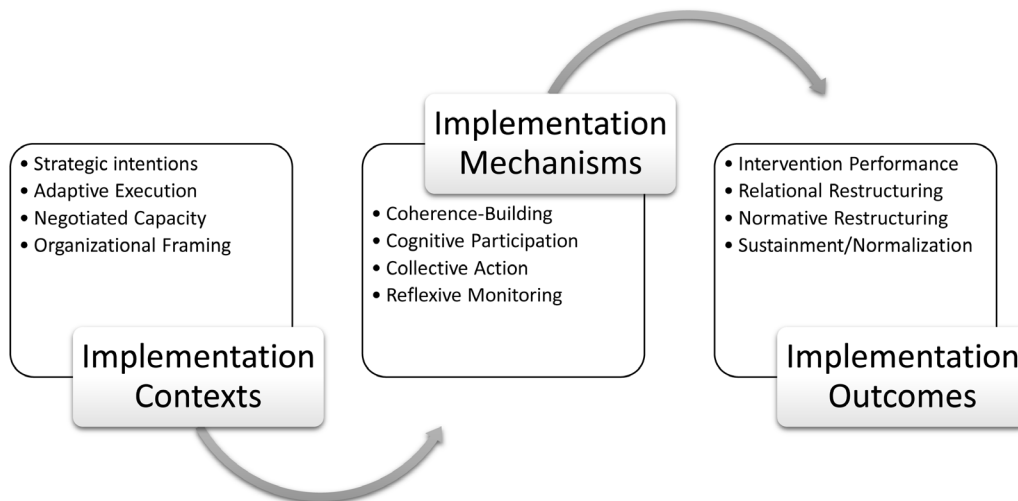 • Strategic intentions
• Adaptive Execution
• Negotiated Capacity
• Organizational Framing
Implementation
Contexts
Implementation
Mechanisms
• Coherence-Building
• Cognitive Participation
• Collective Action
• Reflexive Monitoring
• Intervention Performance
• Relational Restructuring
• Normative Restructuring
• Sustainment/Normalization
Implementation
Outcomes